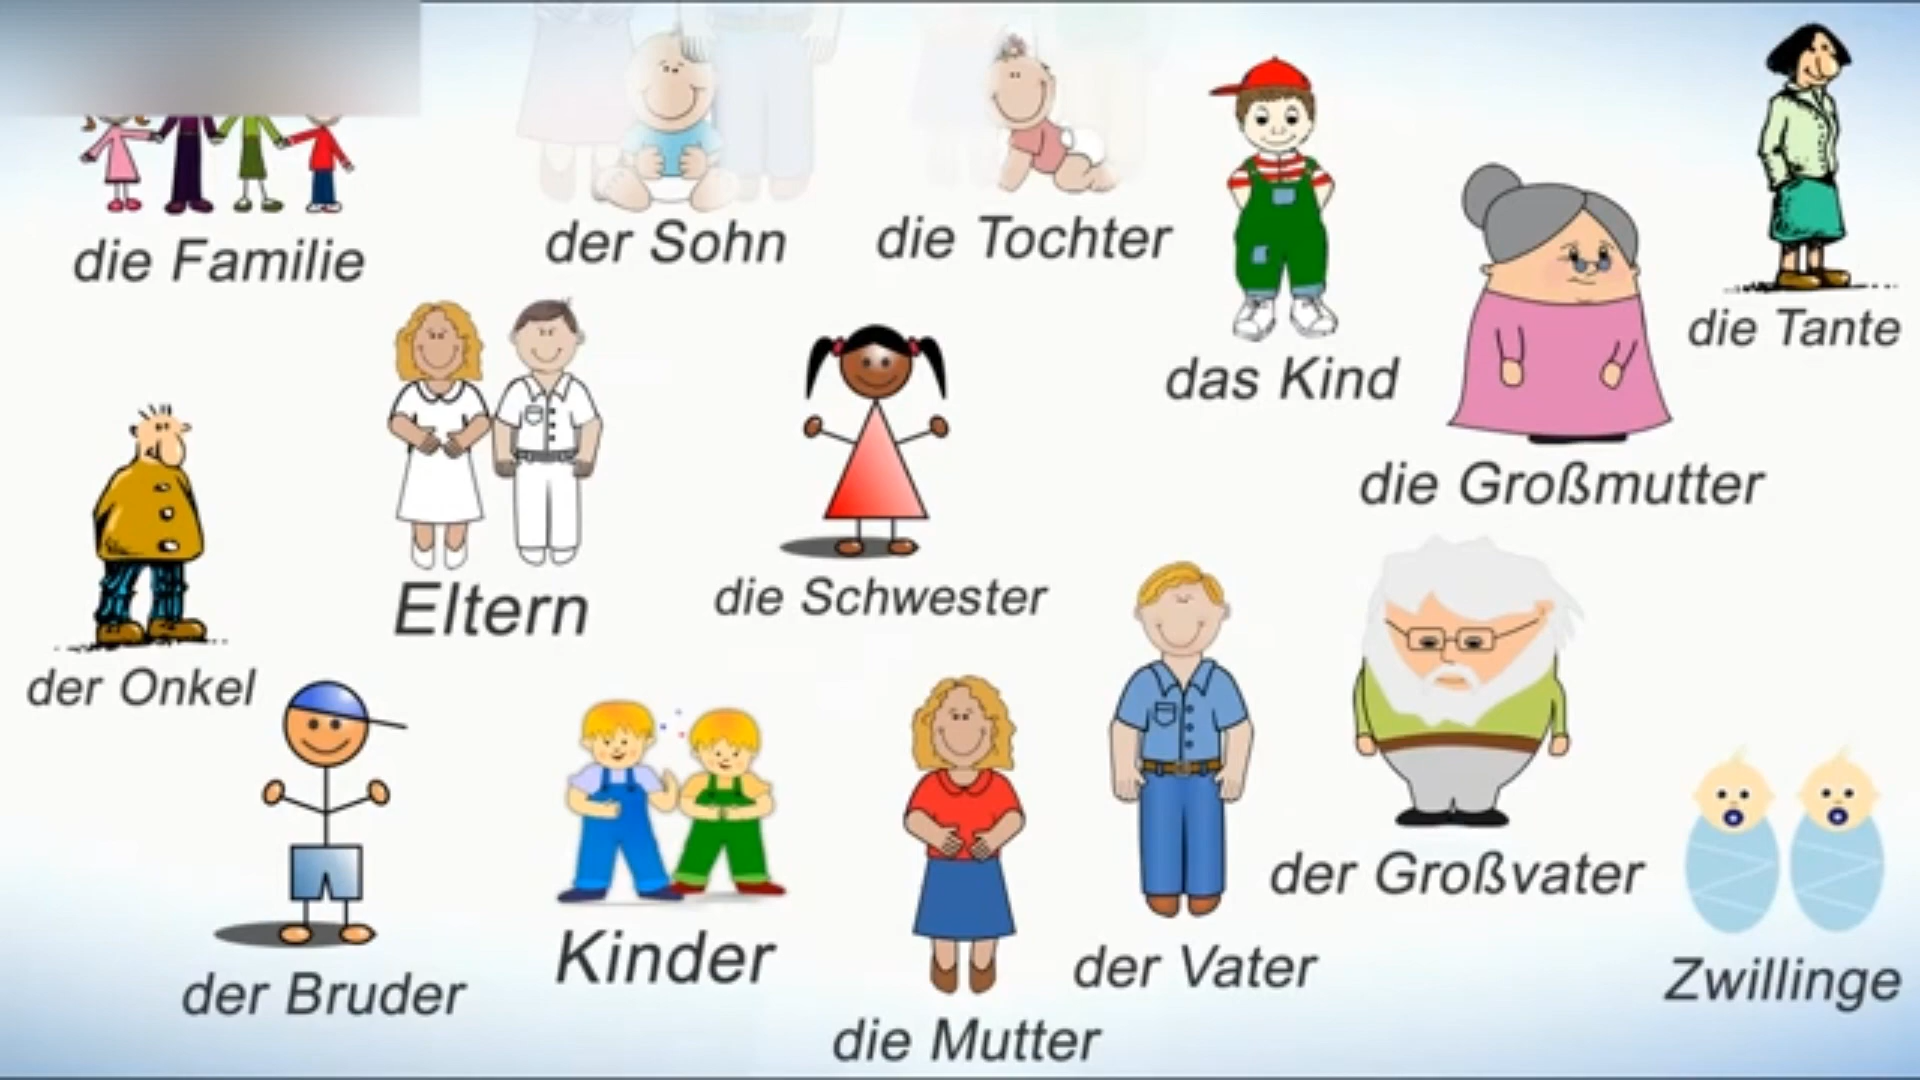 die Familie
der Sohn
die Tochter
das Kind
die Tante
die Großmutter
der Onkel
Eltern
die Schwester
der Bruder
Kinder
die Mutter
der Vater
der Großvater
Zwillinge